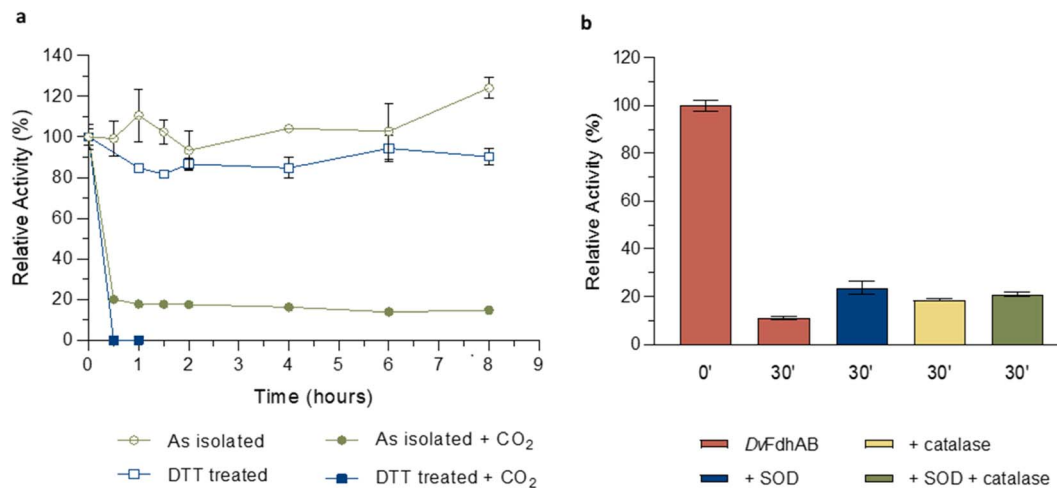 a
140
120
100
80
60
40
20
0
Relative Activity (%)
0 1 2 3 4 5 6 7 8 9
Time (hours)
As isolated
As isolated + CO₂
DTT treated
DTT treated + CO₂
b
120
100
80
60
40
20
0
Relative Activity (%)
0' 30' 30' 30' 30'
DvFdhAB
+ catalase
+ SOD
+ SOD + catalase